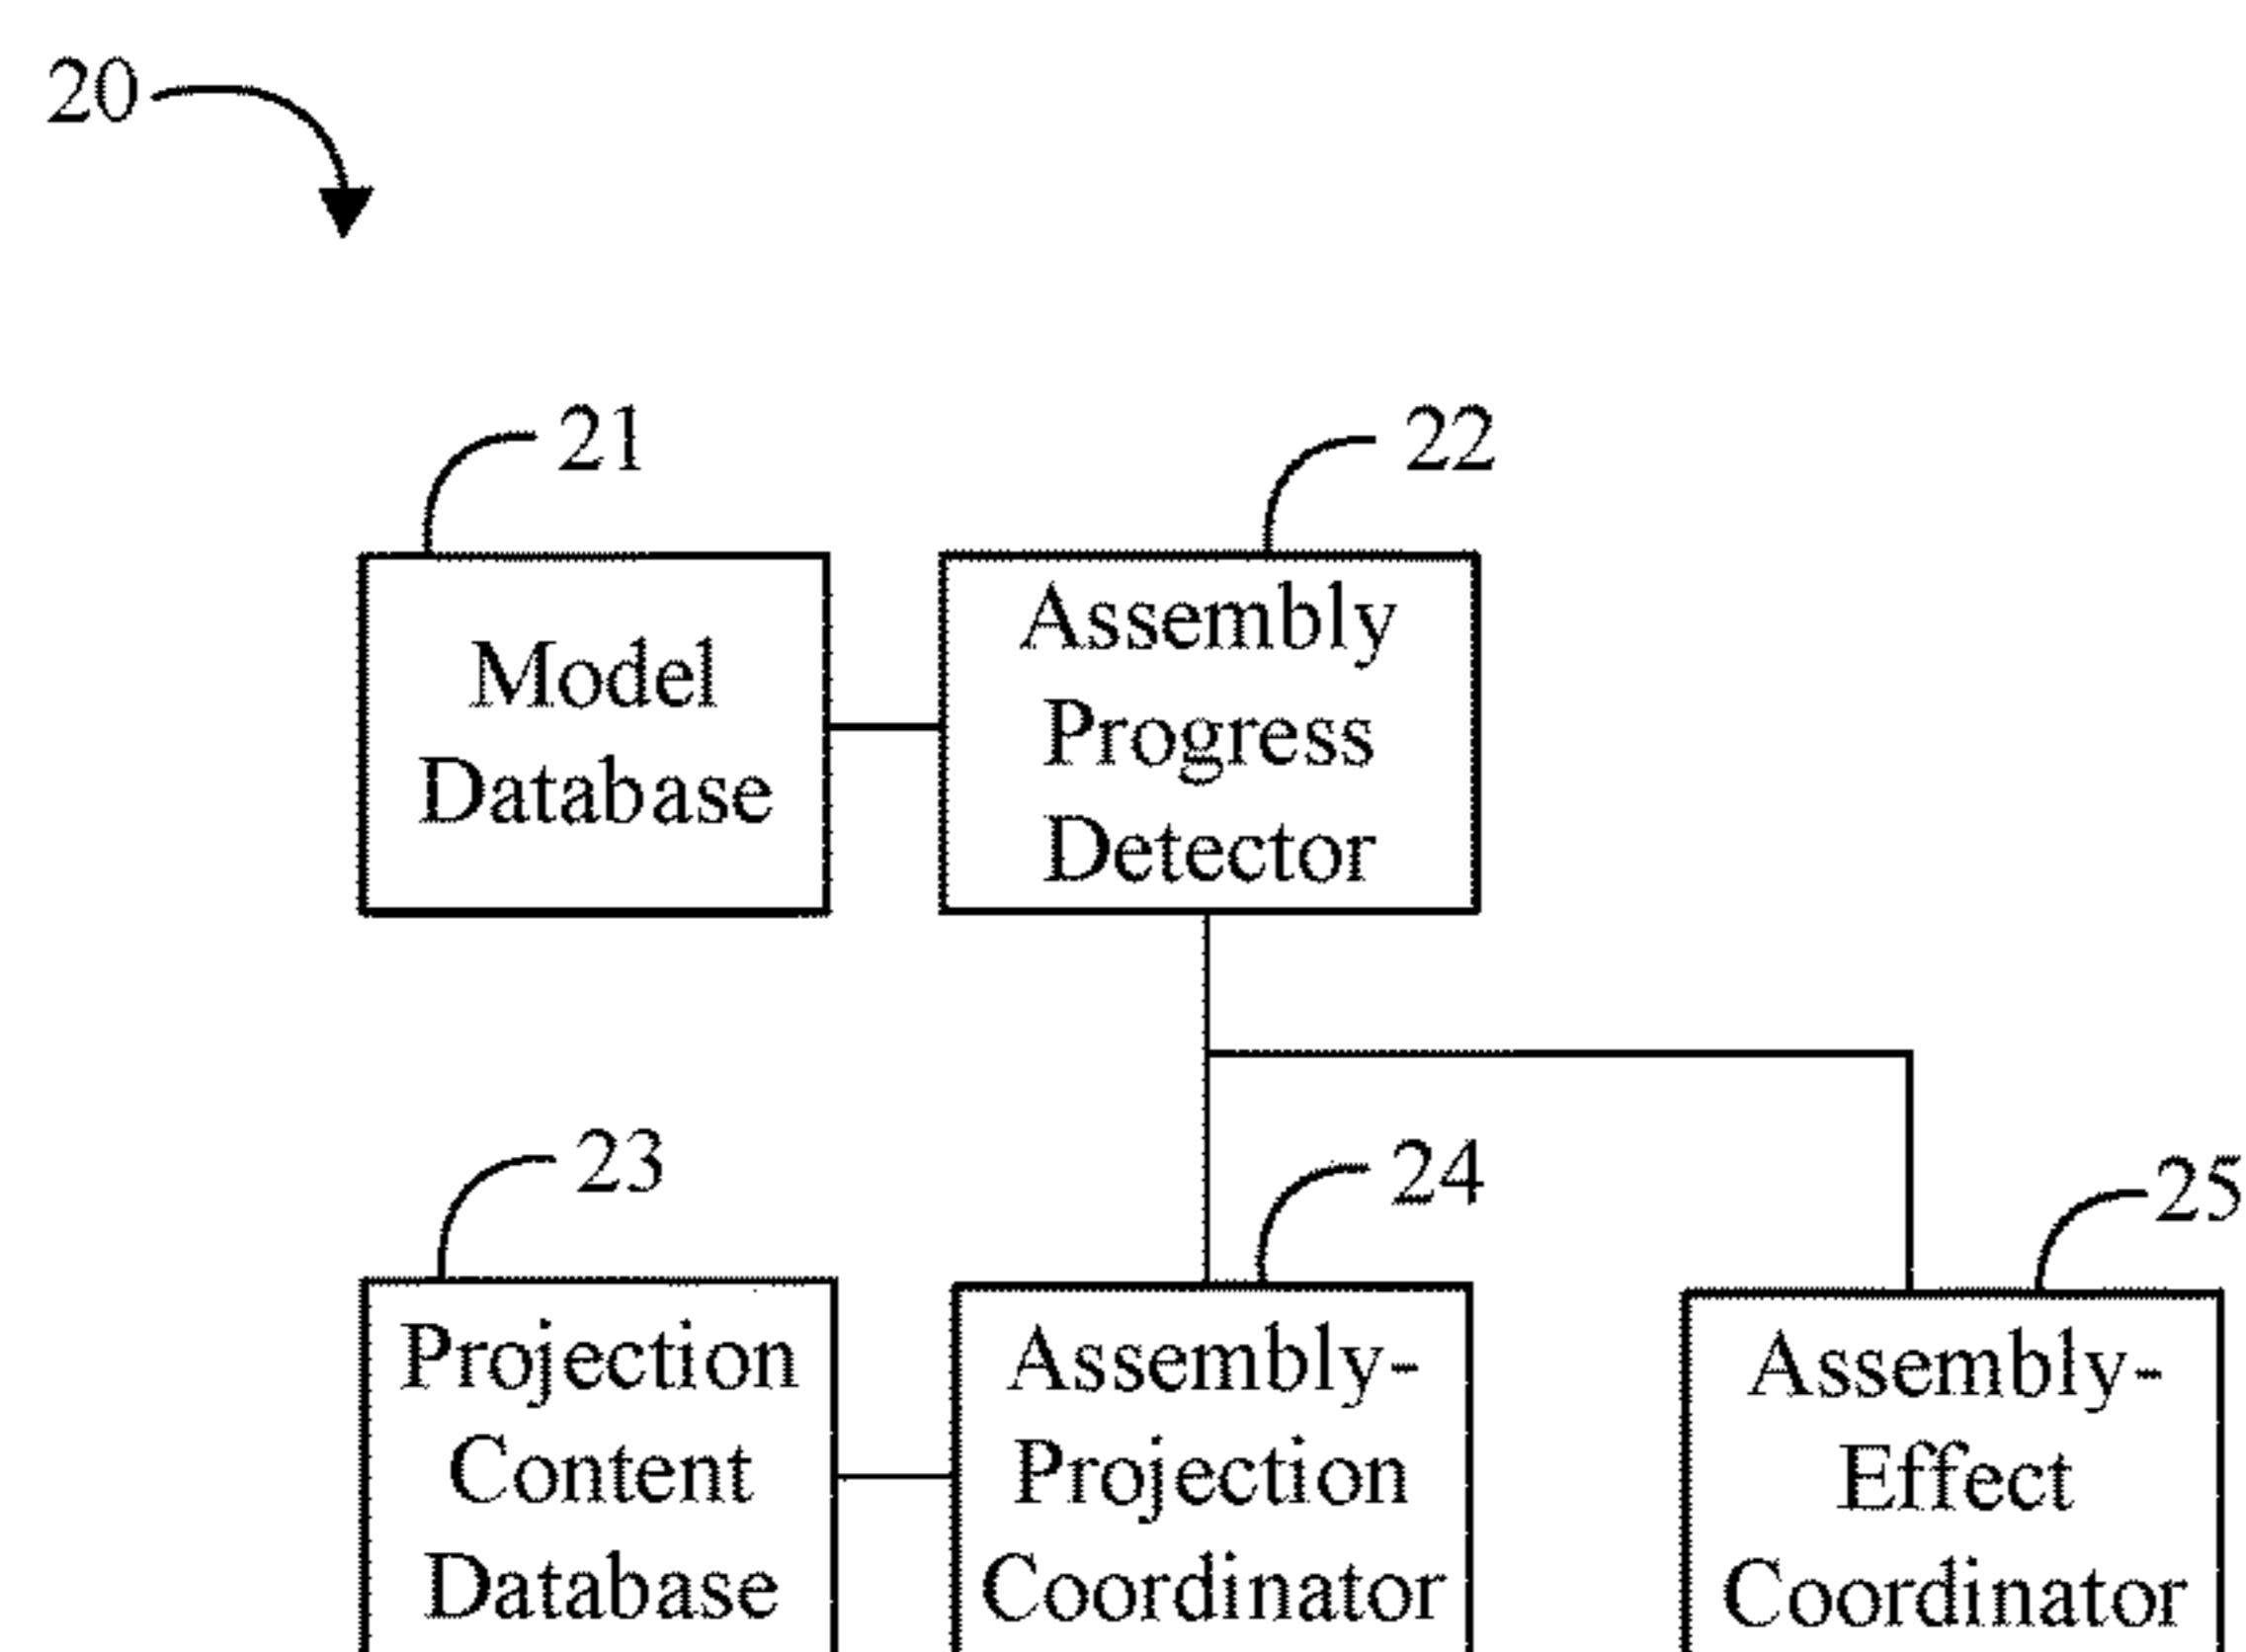 20
21
22
Model
Database
Assembly
Progress
Detector
23
24
25
Projection
Content
Database
Assembly-
Projection
Coordinator
Assembly-
Effect
Coordinator